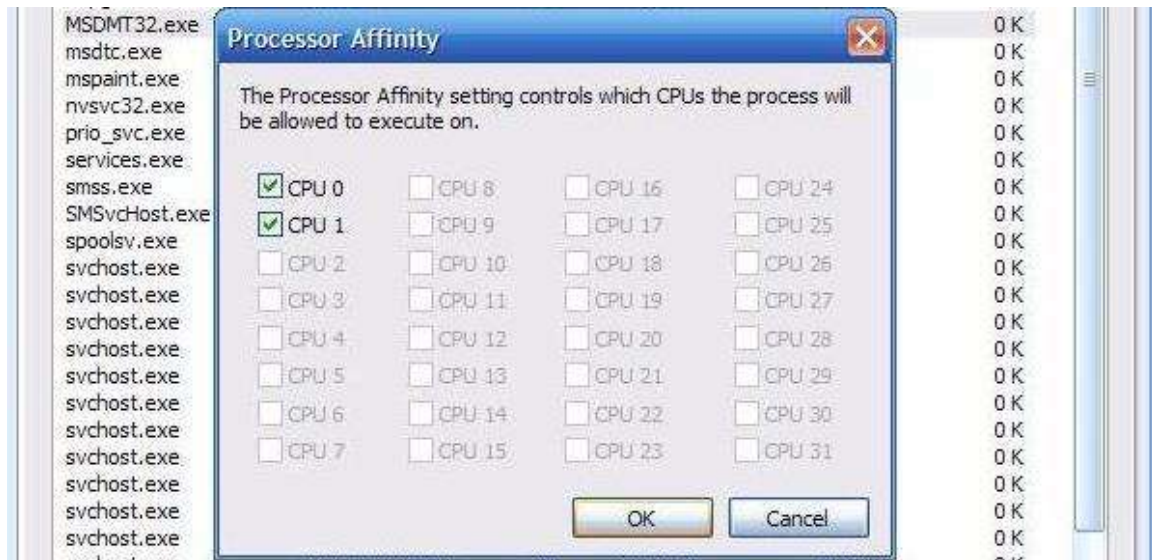 MSDMT32.exe 0 K
Processor Affinity
msdtc.exe 0 K
mspaint.exe 0 K
The Processor Affinity setting controls which CPUs the process will
be allowed to execute on.
nvsvc32.exe 0 K
prio_svc.exe 0 K
services.exe 0 K
smss.exe CPU 0 CPU 8 CPU 16 CPU 24 0 K
SMSvcHost.exe CPU 1 CPU 9 CPU 17 CPU 25 0 K
spoolsv.exe 0 K
svchost.exe CPU 2 CPU 10 CPU 18 CPU 26 0 K
svchost.exe CPU 3 CPU 11 CPU 19 CPU 27 0 K
svchost.exe 0 K
svchost.exe CPU 4 CPU 12 CPU 20 CPU 28 0 K
svchost.exe CPU 5 CPU 13 CPU 21 CPU 29 0 K
svchost.exe CPU 6 CPU 14 CPU 22 CPU 30 0 K
svchost.exe 0 K
svchost.exe CPU 7 CPU 15 CPU 23 CPU 31 0 K
svchost.exe 0 K
svchost.exe OK Cancel 0 K
svchost.exe 0 K